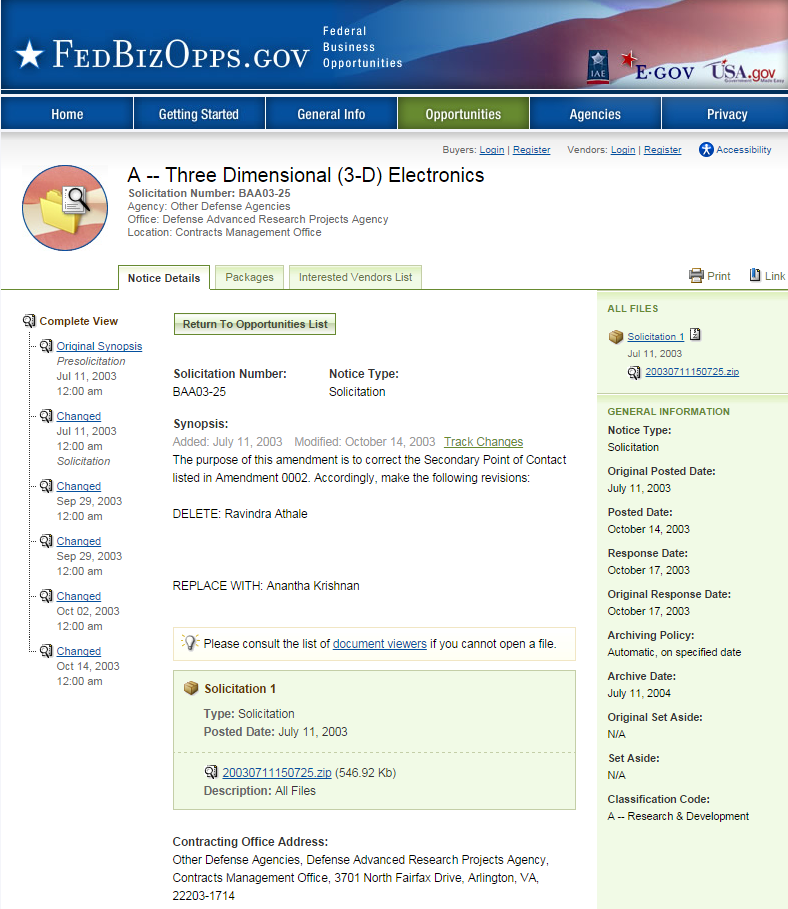 FEDBIZOPPS.GOV
Federal
Business
Opportunities
IAE
E-GOV
USA.gov
Government Made Easy
Home
Getting Started
General Info
Opportunities
Agencies
Privacy
Buyers: Login | Register
Vendors: Login | Register
Accessibility
A -- Three Dimensional (3-D) Electronics
Solicitation Number: BAA03-25
Agency: Other Defense Agencies
Office: Defense Advanced Research Projects Agency
Location: Contracts Management Office
Notice Details
Packages
Interested Vendors List
Print
Link
Complete View
Original Synopsis
Presolicitation
Jul 11, 2003
12:00 am
Changed
Jul 11, 2003
12:00 am
Solicitation
Changed
Sep 29, 2003
12:00 am
Changed
Sep 29, 2003
12:00 am
Changed
Oct 02, 2003
12:00 am
Changed
Oct 14, 2003
12:00 am
Return To Opportunities List
Solicitation Number:
BAA03-25
Notice Type:
Solicitation
Synopsis:
Added: July 11, 2003 Modified: October 14, 2003 Track Changes
The purpose of this amendment is to correct the Secondary Point of Contact
listed in Amendment 0002. Accordingly, make the following revisions:
DELETE: Ravindra Athale
REPLACE WITH: Anantha Krishnan
Please consult the list of document viewers if you cannot open a file.
Solicitation 1
Type: Solicitation
Posted Date: July 11, 2003
20030711150725.zip (546.92 Kb)
Description: All Files
Contracting Office Address:
Other Defense Agencies, Defense Advanced Research Projects Agency,
Contracts Management Office, 3701 North Fairfax Drive, Arlington, VA,
22203-1714
ALL FILES
Solicitation 1
Jul 11, 2003
20030711150725.zip
GENERAL INFORMATION
Notice Type:
Solicitation
Original Posted Date:
July 11, 2003
Posted Date:
October 14, 2003
Response Date:
October 17, 2003
Original Response Date:
October 17, 2003
Archiving Policy:
Automatic, on specified date
Archive Date:
July 11, 2004
Original Set Aside:
N/A
Set Aside:
N/A
Classification Code:
A -- Research & Development